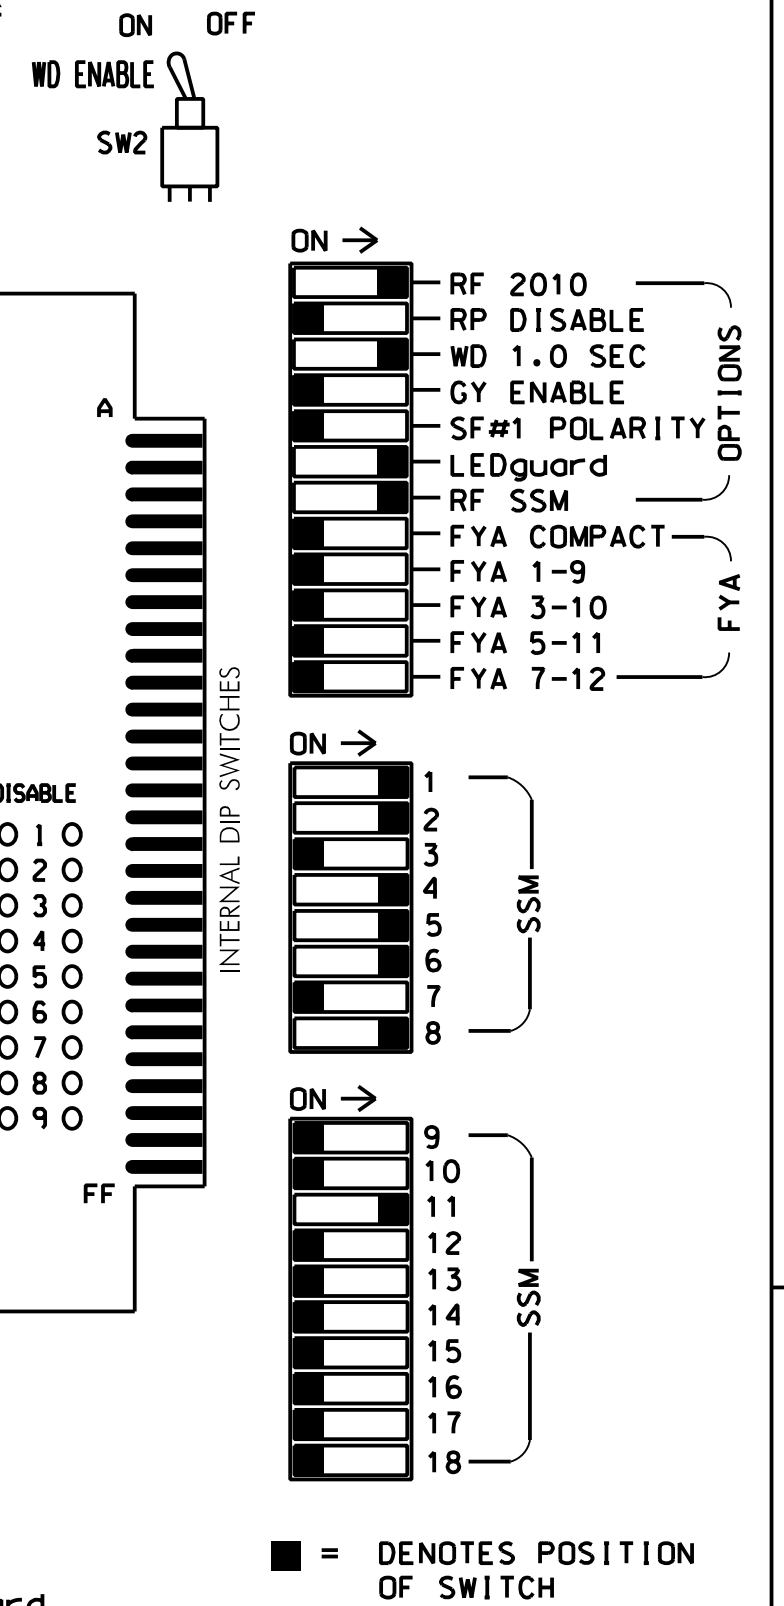 ON OFF
WD ENABLE
SW2
ON
RF 2010
RP DISABLE
WD 1.0 SEC
GY ENABLE
SF#1 POLARITY
LEDguard
RF SSM
OPTIONS
FYA COMPACT
FYA 1-9
FYA 3-10
FYA 5-11
FYA 7-12
FYA
A
FF
INTERNAL DIP SWITCHES
DISABLE
1
2
3
4
5
6
7
8
9
ON
1
2
3
4
5
6
7
8
SSM
ON
9
10
11
12
13
14
15
16
17
18
SSM
= DENOTES POSITION
OF SWITCH